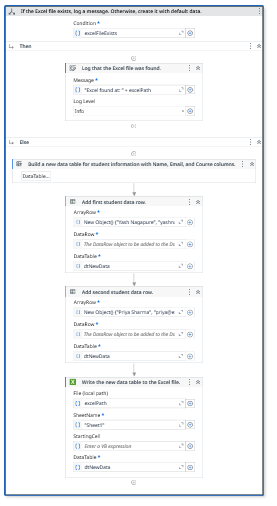 If the Excel file exists, log a message. Otherwise, create it with default data.
Condition *
excelFileExists
Then
Log that the Excel file was found.
Message *
"Excel found at: " + excelPath
Log Level
Info
Else
Build a new data table for student information with Name, Email, and Course columns.
DataTable...
Add first student data row.
ArrayRow *
New Object() {"Yash Nagapure", "yashn
DataRow *
The DataRow object to be added to the Da
DataTable *
dtNewData
Add second student data row.
ArrayRow *
New Object() {"Priya Sharma", "priya@e
DataRow *
The DataRow object to be added to the Da
DataTable *
dtNewData
Write the new data table to the Excel file.
File (local path)
excelPath
SheetName *
"Sheet1"
StartingCell
Enter a VB expression
DataTable *
dtNewData